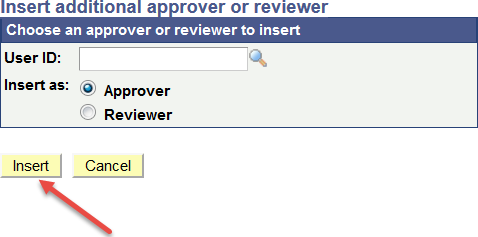 Insert additional approver or reviewer
Choose an approver or reviewer to insert
User ID:
Insert as: Approver
Reviewer
Insert Cancel